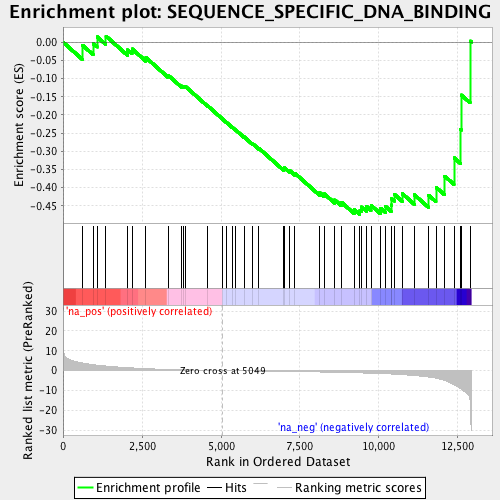 Enrichment plot: SEQUENCE_SPECIFIC_DNA_BINDING
Enrichment score (ES)
0.00
-0.05
-0.10
-0.15
-0.20
-0.25
-0.30
-0.35
-0.40
-0.45
'na_pos' (positively correlated)
Ranked list metric (PreRanked)
30
20
10
0
-10
-20
-30
Zero cross at 5049
'na_neg' (negatively correlated)
0
2,500
5,000
7,500
10,000
12,500
Rank in Ordered Dataset
Enrichment profile
Hits
Ranking metric scores